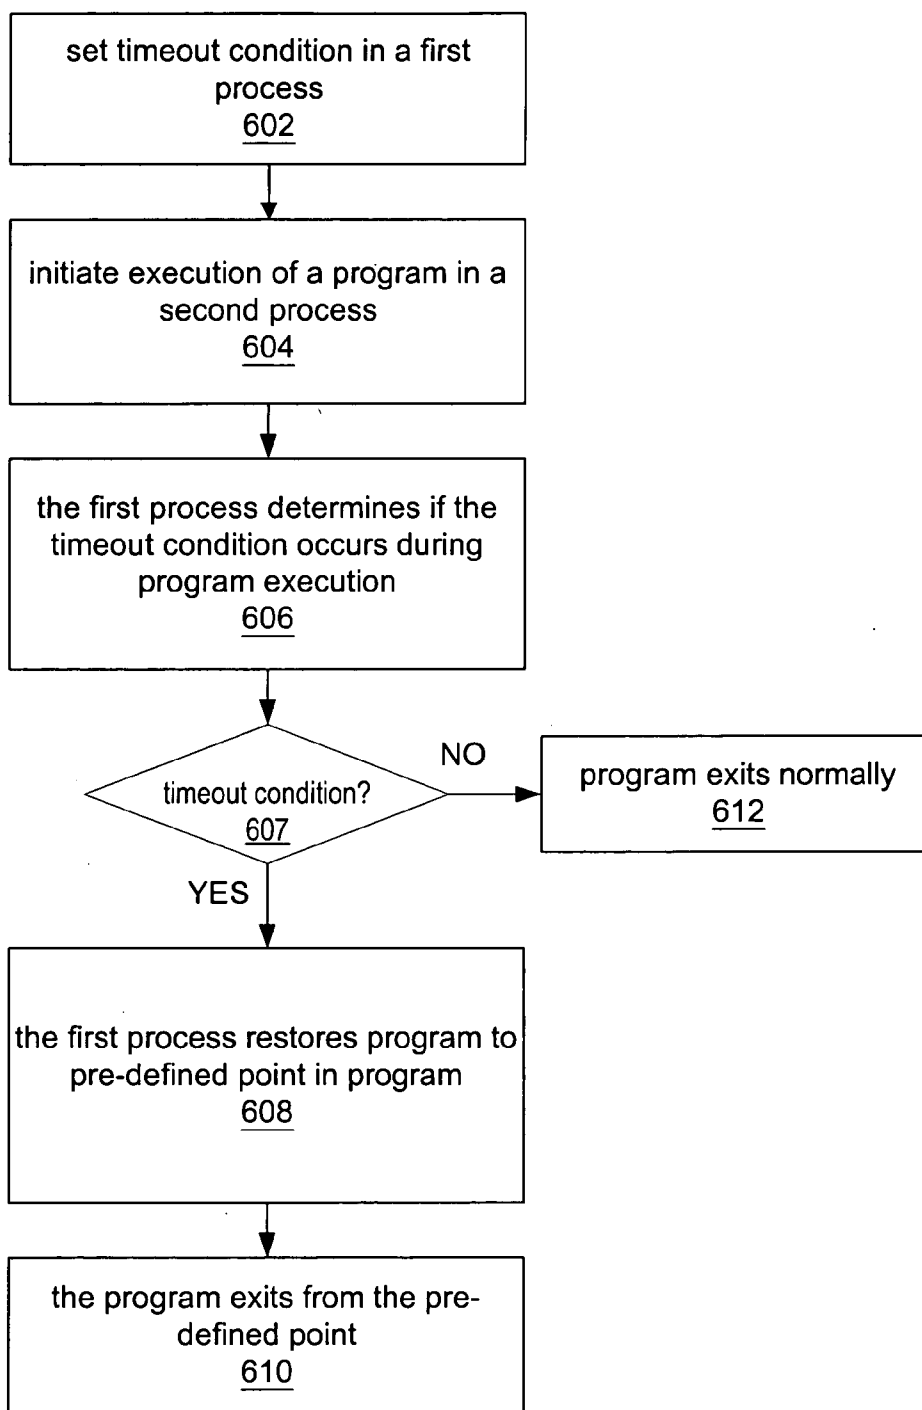 set timeout condition in a first
process
602
initiate execution of a program in a
second process
604
the first process determines if the
timeout condition occurs during
program execution
606
timeout condition?
607
NO
program exits normally
612
YES
the first process restores program to
pre-defined point in program
608
the program exits from the pre-
defined point
610